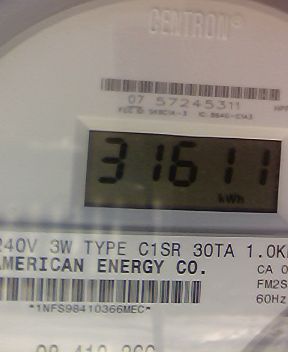 CENTRON®
07 57245311
31611
kWh
240V 3W TYPE C1SR 30TA 1.0K
AMERICAN ENERGY CO.
CA 0
FM2S
60Hz
*1NFS98410366MEC*